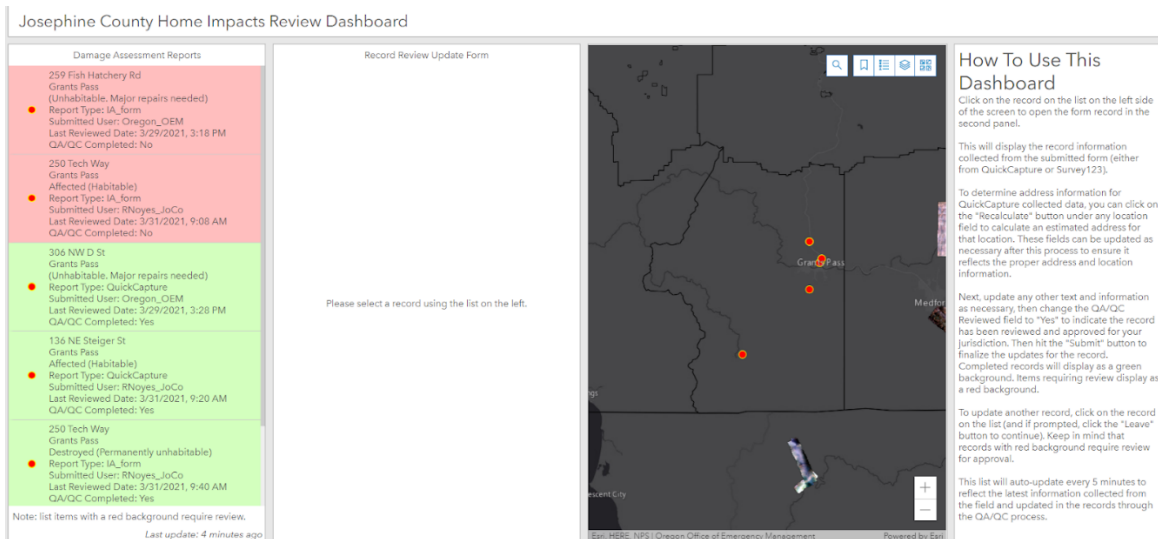 Josephine County Home Impacts Review Dashboard
Damage Assessment Reports
259 Fish Hatchery Rd
Grants Pass
(Unhabitable. Major repairs needed)
Report Type: IA_form
Submitted User: Oregon_OEM
Last Reviewed Date: 3/29/2021, 3:18 PM
QA/QC Completed: No
250 Tech Way
Grants Pass
Affected (Habitable)
Report Type: IA_form
Submitted User: RNoyes_JoCo
Last Reviewed Date: 3/31/2021, 9:08 AM
QA/QC Completed: No
306 NW D St
Grants Pass
(Unhabitable. Major repairs needed)
Report Type: QuickCapture
Submitted User: Oregon_OEM
Last Reviewed Date: 3/29/2021, 3:28 PM
QA/QC Completed: Yes
136 NE Steiger St
Grants Pass
Affected (Habitable)
Report Type: QuickCapture
Submitted User: RNoyes_JoCo
Last Reviewed Date: 3/31/2021, 9:20 AM
QA/QC Completed: Yes
250 Tech Way
Grants Pass
Destroyed (Permanently unhabitable)
Report Type: IA_form
Submitted User: RNoyes_JoCo
Last Reviewed Date: 3/31/2021, 9:40 AM
QA/QC Completed: Yes
Note: list items with a red background require review.
Last update: 4 minutes ago
Record Review Update Form
Please select a record using the list on the left.
Grants Pass
Medfor
ngs
escent City
Esri, HERE, NPS | Oregon Office of Emergency Management
Powered by Esri
How To Use This
Dashboard
Click on the record on the list on the left side
of the screen to open the form record in the
second panel.
This will display the record information
collected from the submitted form (either
from QuickCapture or Survey123).
To determine address information for
QuickCapture collected data, you can click on
the "Recalculate" button under any location
field to calculate an estimated address for
that location. These fields can be updated as
necessary after this process to ensure it
reflects the proper address and location
information.
Next, update any other text and information
as necessary, then change the QA/QC
Reviewed field to "Yes" to indicate the record
has been reviewed and approved for your
jurisdiction. Then hit the "Submit" button to
finalize the updates for the record.
Completed records will display as a green
background. Items requiring review display as
a red background.
To update another record, click on the record
on the list (and if prompted, click the "Leave"
button to continue). Keep in mind that
records with red background require review
for approval.
This list will auto-update every 5 minutes to
reflect the latest information collected from
the field and updated in the records through
the QA/QC process.